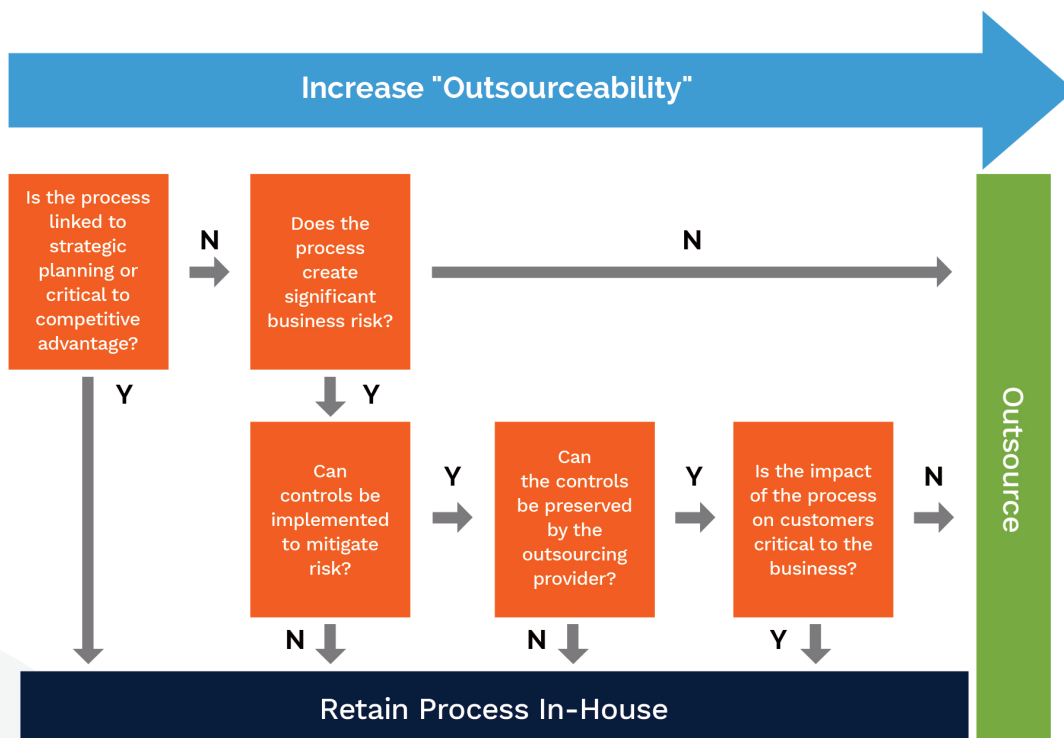 Increase "Outsourceability"
Is the process
linked to
strategic
planning or
critical to
competitive
advantage?
N
Does the
process
create
significant
business risk?
N
Y
Y
Can
controls be
implemented
to mitigate
risk?
Y
Can
the controls
be preserved
by the
outsourcing
provider?
Y
Is the impact
of the process
on customers
critical to the
business?
N
N
N
Y
Outsource
Retain Process In-House